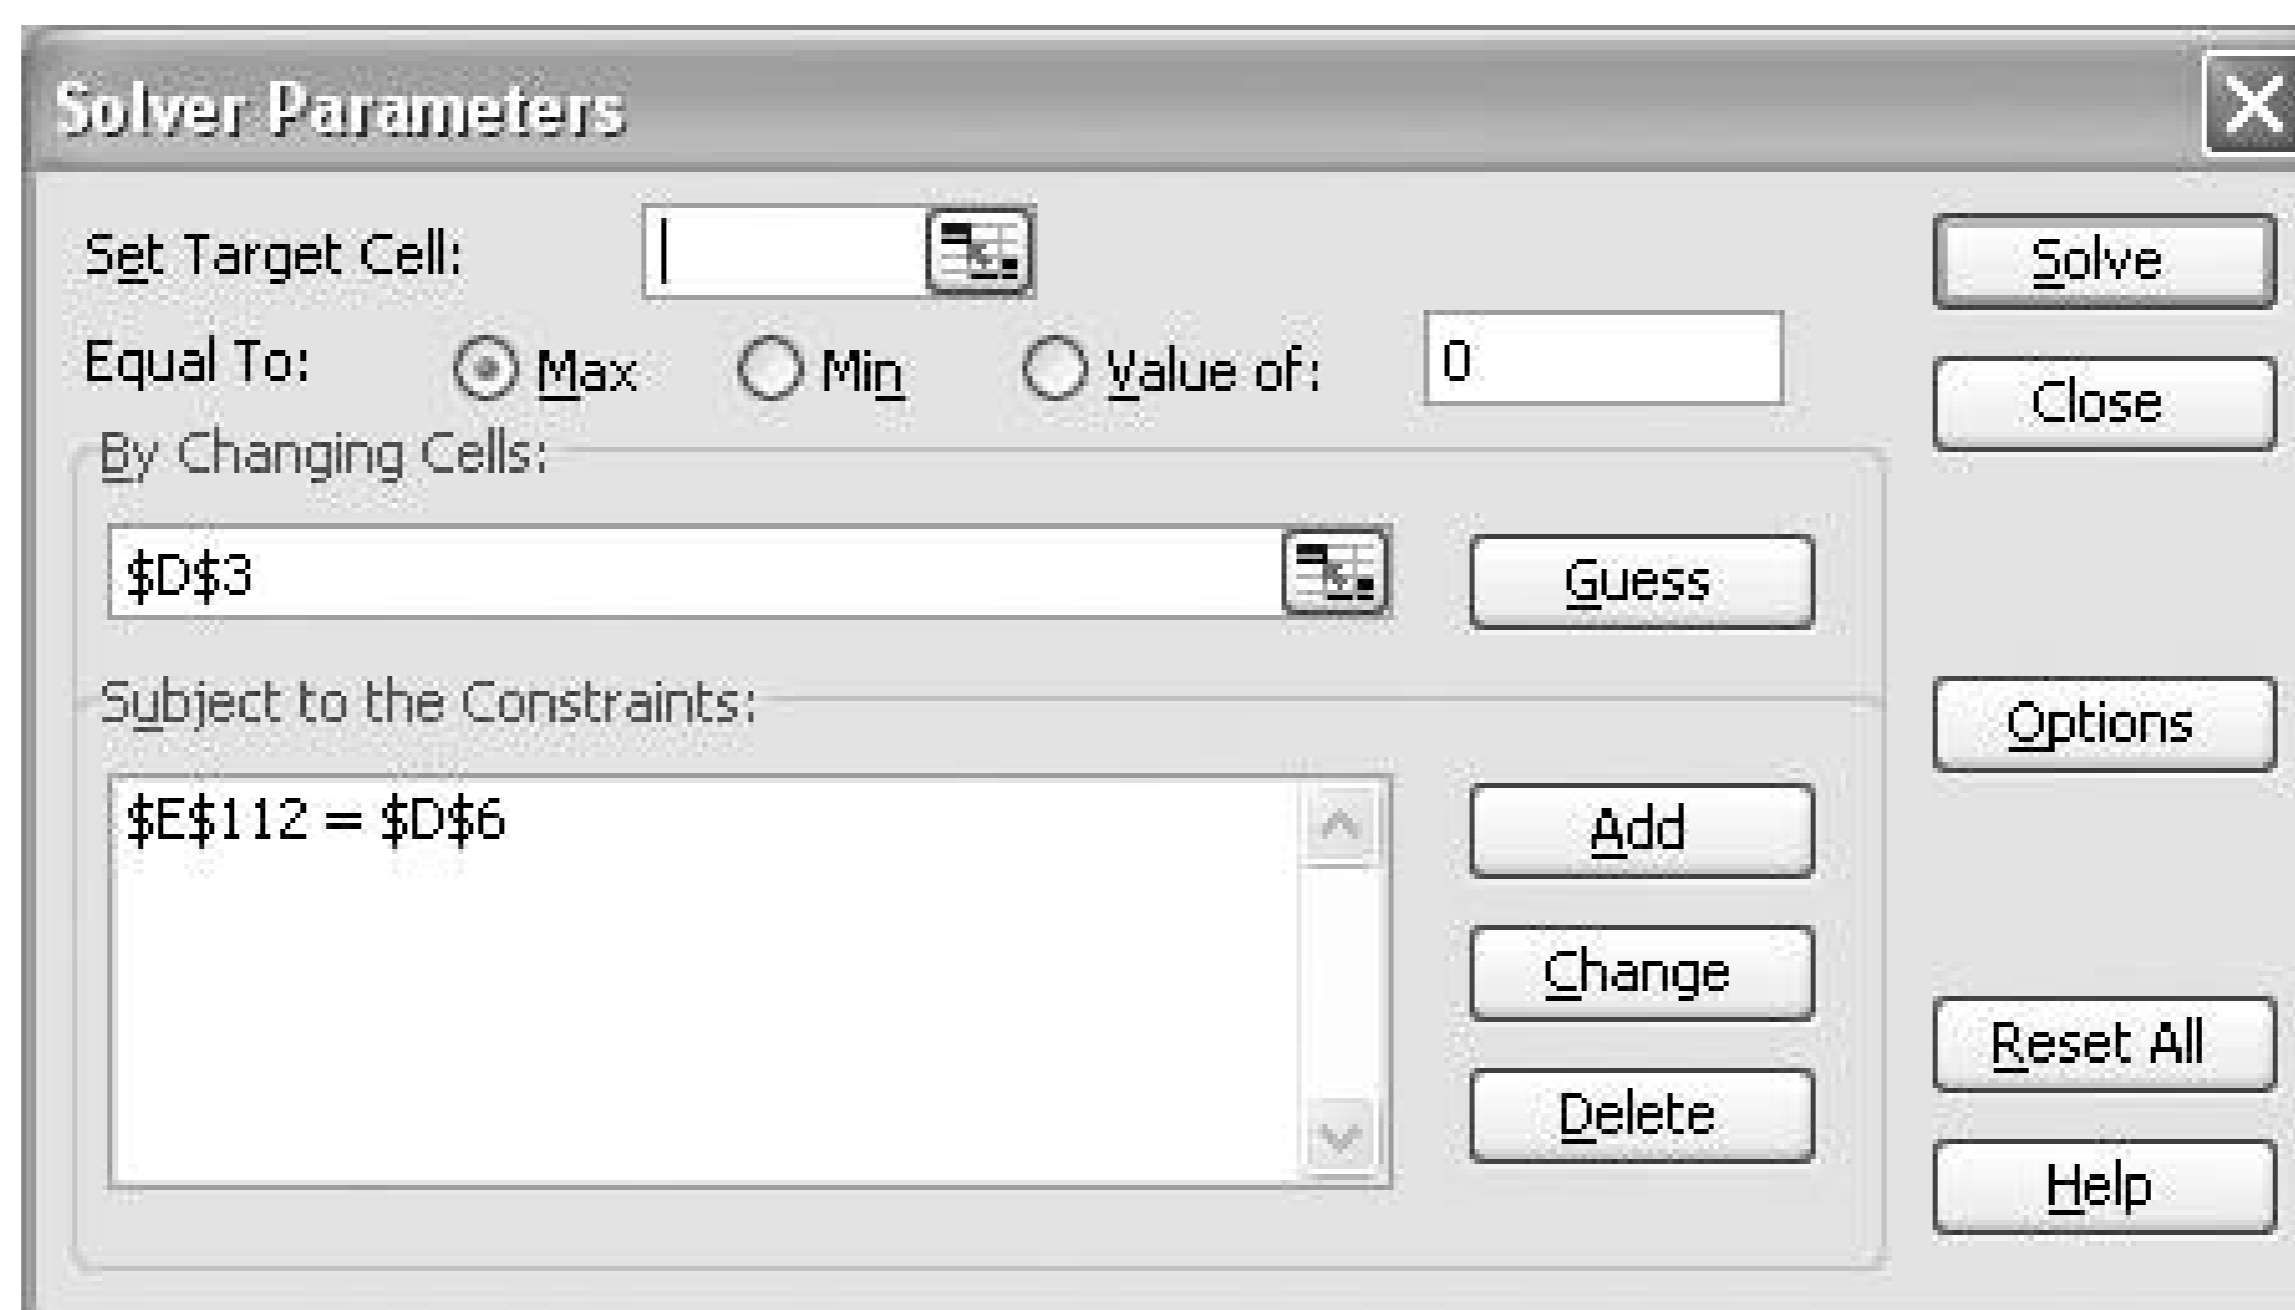 Solver Parameters
Set Target Cell:
Solve
Equal To: Max Min Value of: 0
Close
By Changing Cells:
$D$3
Guess
Subject to the Constraints:
Options
$E$112 = $D$6
Add
Change
Reset All
Delete
Help